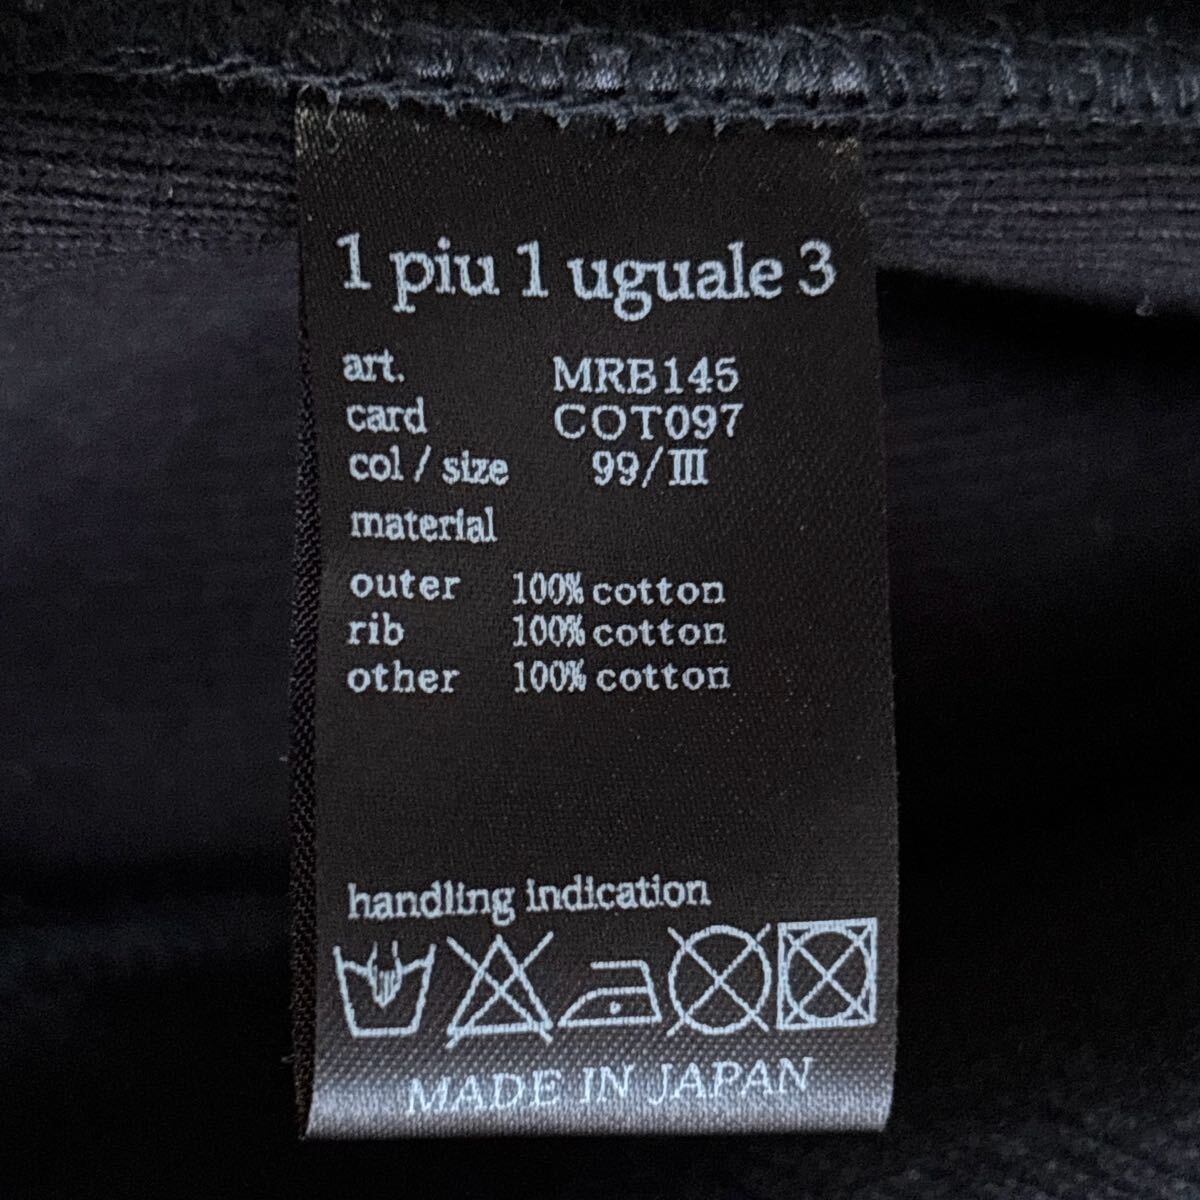 1 piu 1 uguale 3
art. MRB145
card COT097
col / size 99/III
material
outer 100% cotton
rib 100% cotton
other 100% cotton
handling indication
MADE IN JAPAN